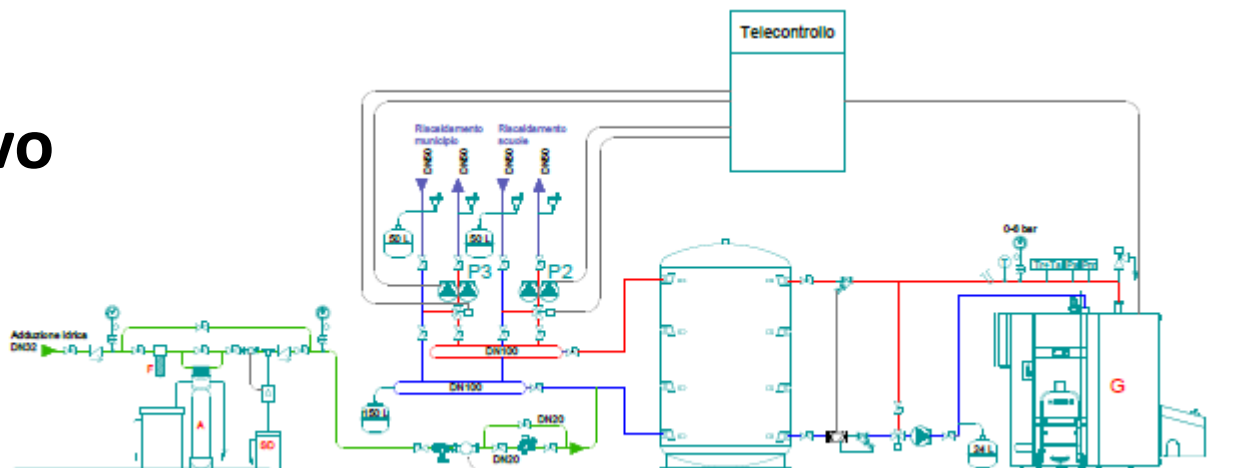 vo
Telecontrollo
Riscaldamento
municipio
Riscaldamento
scuole
DN50
DN50
DN50
DN50
50 L
50 L
P3
P2
0-6 bar
Adduzione idrica
DN32
F
A
SD
DN100
DN100
150 L
DN20
DN20
24 L
G